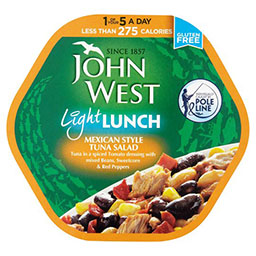 1 OF YOUR 5 A DAY
LESS THAN 275 CALORIES
GLUTEN
FREE
SINCE 1857
JOHN
WEST
Light LUNCH
POLE
& LINE
MEXICAN STYLE
TUNA SALAD
Tuna in a spiced Tomato dressing with
mixed Beans, Sweetcorn
& Red Peppers